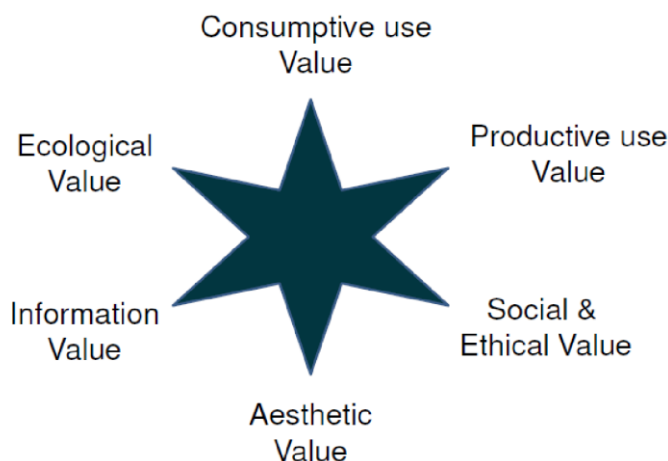 Consumptive use
Value
Productive use
Value
Social &
Ethical Value
Aesthetic
Value
Information
Value
Ecological
Value